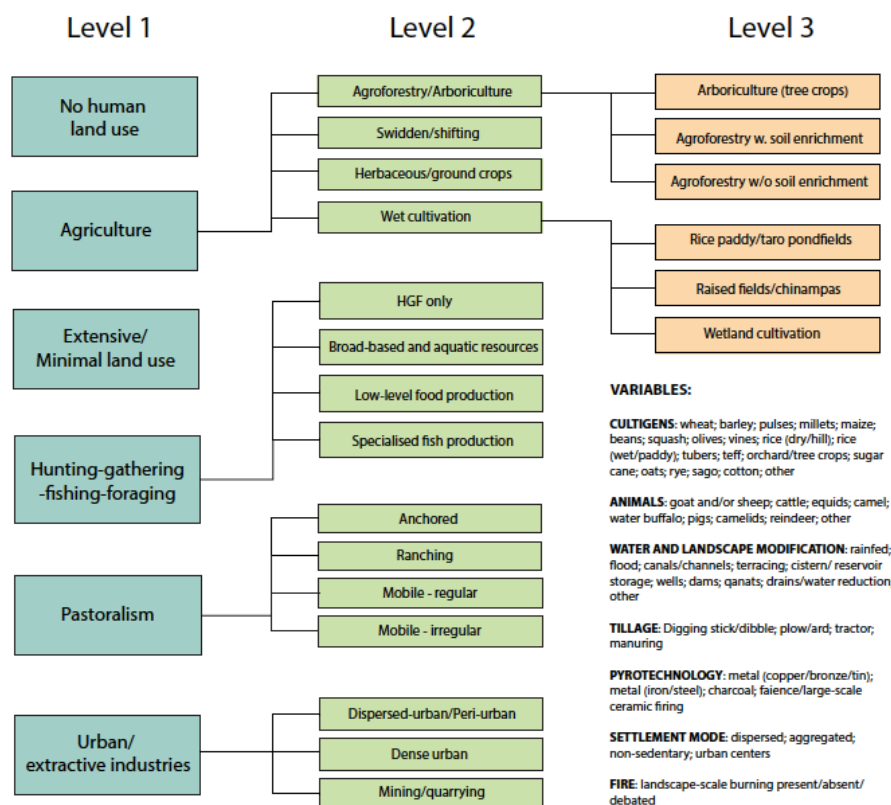 Level 1
Level 2
Level 3
No human
land use
Agriculture
Extensive/
Minimal land use
Hunting-gathering
-fishing-foraging
Pastoralism
Urban/
extractive industries
Agroforestry/Arboriculture
Swidden/shifting
Herbaceous/ground crops
Wet cultivation
HGF only
Broad-based and aquatic resources
Low-level food production
Specialised fish production
Anchored
Ranching
Mobile - regular
Mobile - irregular
Dispersed-urban/Peri-urban
Dense urban
Mining/quarrying
Arboriculture (tree crops)
Agroforestry w. soil enrichment
Agroforestry w/o soil enrichment
Rice paddy/taro pondfields
Raised fields/chinampas
Wetland cultivation
VARIABLES:
CULTIGENS: wheat; barley; pulses; millets; maize;
beans; squash; olives; vines; rice (dry/hill); rice
(wet/paddy); tubers; teff; orchard/tree crops; sugar
cane; oats; rye; sago; cotton; other
ANIMALS: goat and/or sheep; cattle; equids; camel;
water buffalo; pigs; camelids; reindeer; other
WATER AND LANDSCAPE MODIFICATION: rainfed;
flood; canals/channels; terracing; cistern/ reservoir
storage; wells; dams; qanats; drains/water reduction
other
TILLAGE: Digging stick/dibble; plow/ard; tractor;
manuring
PYROTECHNOLOGY: metal (copper/bronze/tin);
metal (iron/steel); charcoal; faience/large-scale
ceramic firing
SETTLEMENT MODE: dispersed; aggregated;
non-sedentary; urban centers
FIRE: landscape-scale burning present/absent/
debated